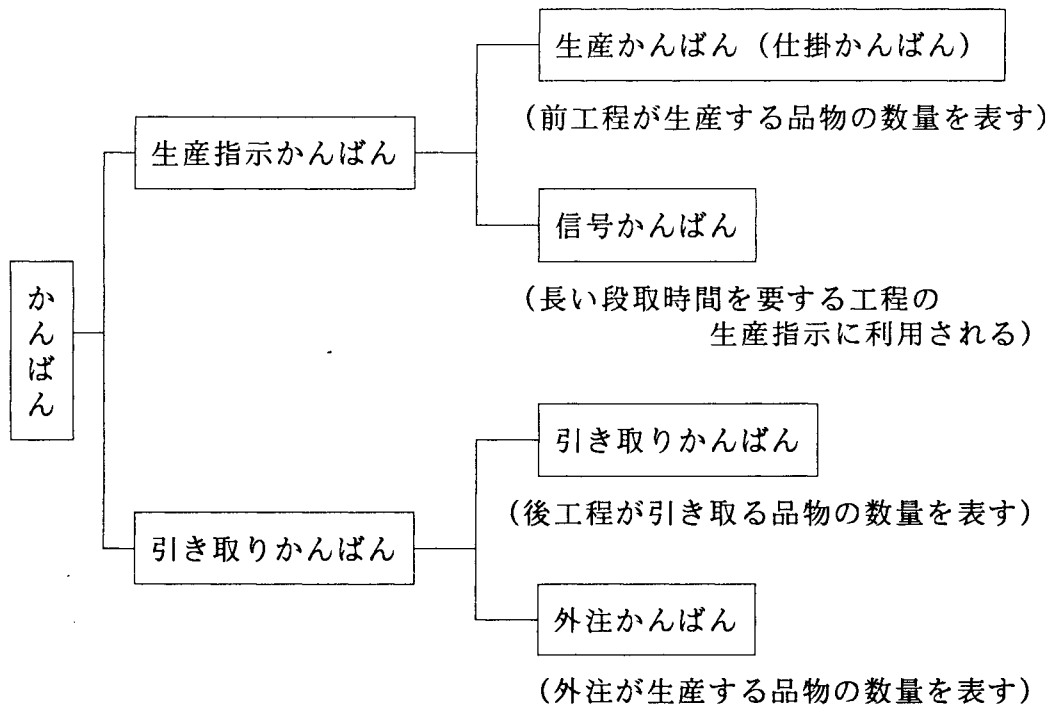 かんばん
生産指示かんばん
生産かんばん（仕掛かんばん）
（前工程が生産する品物の数量を表す）
信号かんばん
（長い段取時間を要する工程の
生産指示に利用される）
引き取りかんばん
引き取りかんばん
（後工程が引き取る品物の数量を表す）
外注かんばん
（外注が生産する品物の数量を表す）